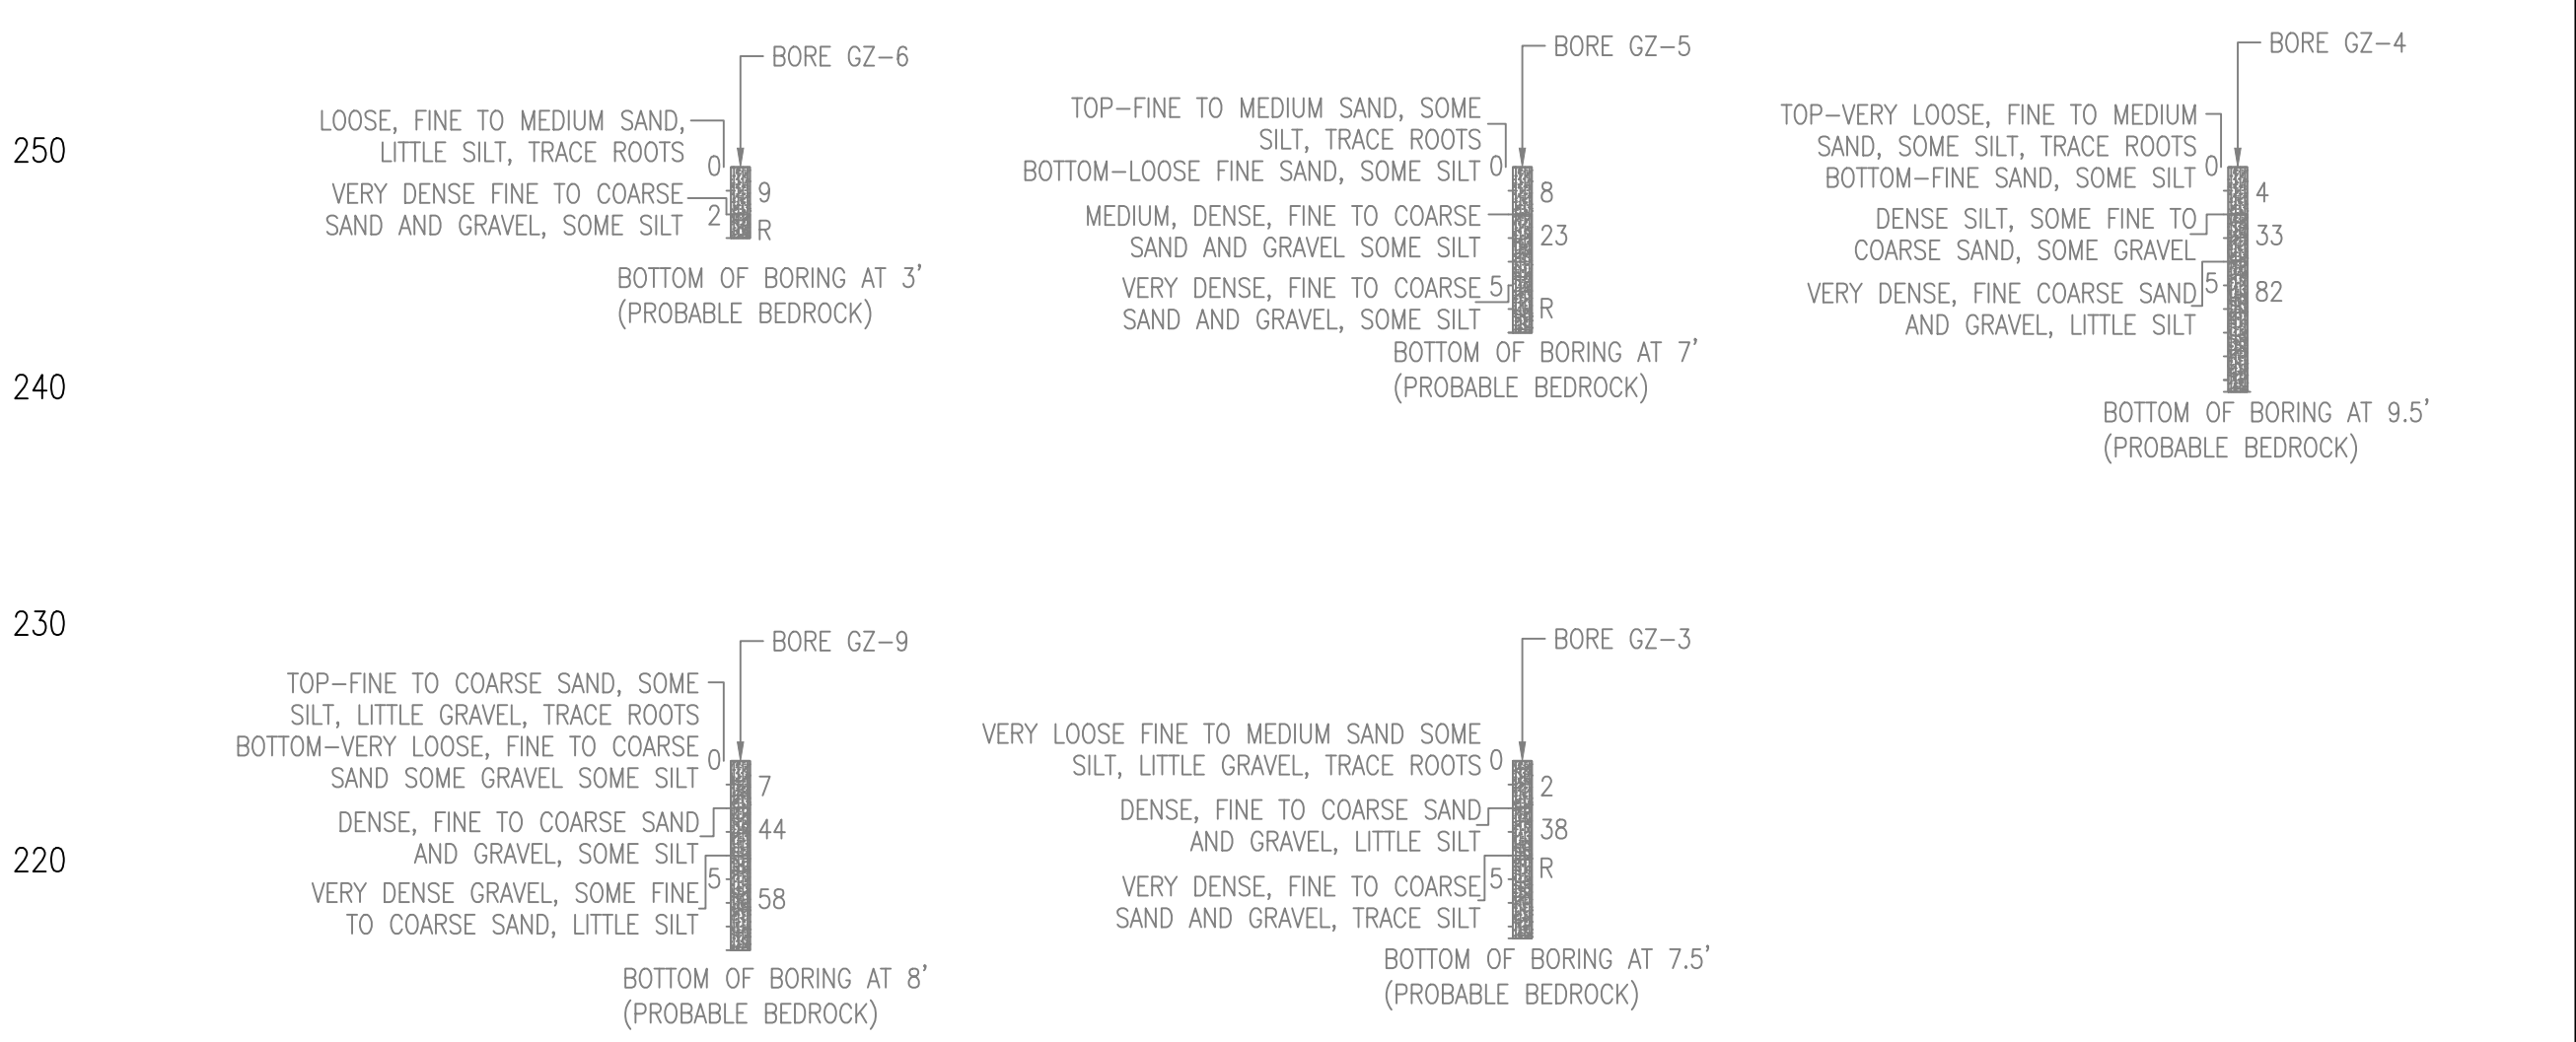 250
240
230
220
BORE GZ-6
LOOSE, FINE TO MEDIUM SAND,
LITTLE SILT, TRACE ROOTS
0
VERY DENSE FINE TO COARSE
SAND AND GRAVEL, SOME SILT
2
9
R
BOTTOM OF BORING AT 3'
(PROBABLE BEDROCK)
BORE GZ-5
TOP-FINE TO MEDIUM SAND, SOME
SILT, TRACE ROOTS
BOTTOM-LOOSE FINE SAND, SOME SILT
0
MEDIUM, DENSE, FINE TO COARSE
SAND AND GRAVEL SOME SILT
VERY DENSE, FINE TO COARSE
SAND AND GRAVEL, SOME SILT
5
8
23
R
BOTTOM OF BORING AT 7'
(PROBABLE BEDROCK)
BORE GZ-4
TOP-VERY LOOSE, FINE TO MEDIUM
SAND, SOME SILT, TRACE ROOTS
BOTTOM-FINE SAND, SOME SILT
0
DENSE SILT, SOME FINE TO
COARSE SAND, SOME GRAVEL
VERY DENSE, FINE COARSE SAND
AND GRAVEL, LITTLE SILT
5
4
33
82
BOTTOM OF BORING AT 9.5'
(PROBABLE BEDROCK)
BORE GZ-9
TOP-FINE TO COARSE SAND, SOME
SILT, LITTLE GRAVEL, TRACE ROOTS
BOTTOM-VERY LOOSE, FINE TO COARSE
SAND SOME GRAVEL SOME SILT
0
DENSE, FINE TO COARSE SAND
AND GRAVEL, SOME SILT
VERY DENSE GRAVEL, SOME FINE
TO COARSE SAND, LITTLE SILT
5
7
44
58
BOTTOM OF BORING AT 8'
(PROBABLE BEDROCK)
BORE GZ-3
VERY LOOSE FINE TO MEDIUM SAND SOME
SILT, LITTLE GRAVEL, TRACE ROOTS
0
DENSE, FINE TO COARSE SAND
AND GRAVEL, LITTLE SILT
VERY DENSE, FINE TO COARSE
SAND AND GRAVEL, TRACE SILT
5
2
38
R
BOTTOM OF BORING AT 7.5'
(PROBABLE BEDROCK)